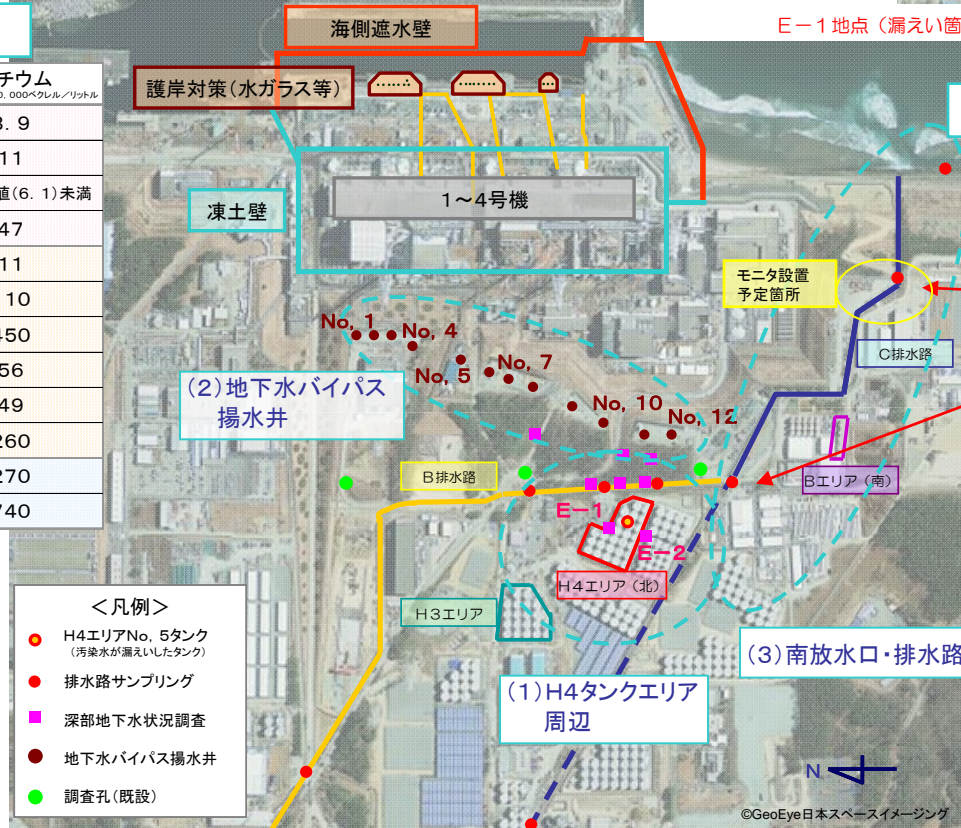 海側遮水壁
E－1地点（漏えい箇
護岸対策(水ガラス等)
チウム
000ベクレル／リットル
9
11
(6. 1)未満
47
11
10
450
56
49
260
270
740
凍土壁
1～4号機
モニタ設置
予定箇所
C排水路
No, 1
No, 4
No, 5
No, 7
No, 10
No, 12
(2)地下水バイパス
揚水井
B排水路
Bエリア（南）
E－1
E－2
H4エリア（北）
H3エリア
(1)H4タンクエリア
周辺
(3)南放水口・排水路
＜凡例＞
H4エリアNo, 5タンク
(汚染水が漏えいしたタンク)
排水路サンプリング
深部地下水状況調査
地下水バイパス揚水井
調査孔(既設)
N
©GeoEye日本スペースイメージング